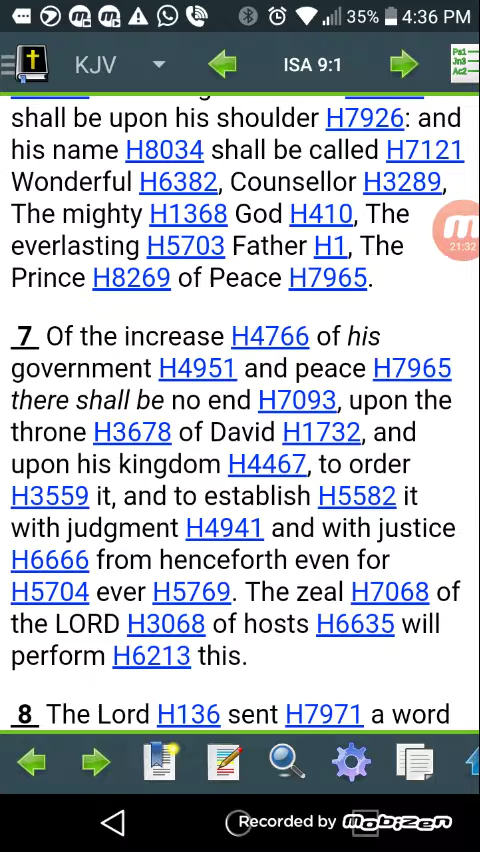 35% 4:36 PM
KJV ISA 9:1
Ps1
Jn3
Ac2
shall be upon his shoulder H7926: and
his name H8034 shall be called H7121
Wonderful H6382, Counsellor H3289,
The mighty H1368 God H410, The
everlasting H5703 Father H1, The
21:32
Prince H8269 of Peace H7965.
7 Of the increase H4766 of his
government H4951 and peace H7965
there shall be no end H7093, upon the
throne H3678 of David H1732, and
upon his kingdom H4467, to order
H3559 it, and to establish H5582 it
with judgment H4941 and with justice
H6666 from henceforth even for
H5704 ever H5769. The zeal H7068 of
the LORD H3068 of hosts H6635 will
perform H6213 this.
8 The Lord H136 sent H7971 a word
Recorded by mobizen